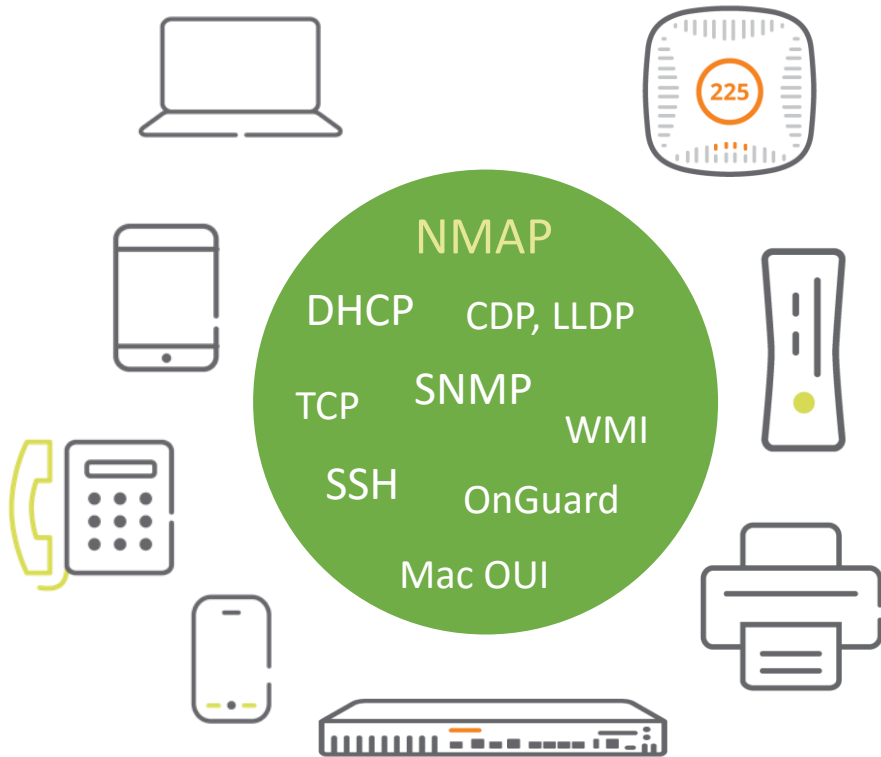 225
NMAP
DHCP
CDP, LLDP
TCP
SNMP
WMI
SSH
OnGuard
Mac OUI